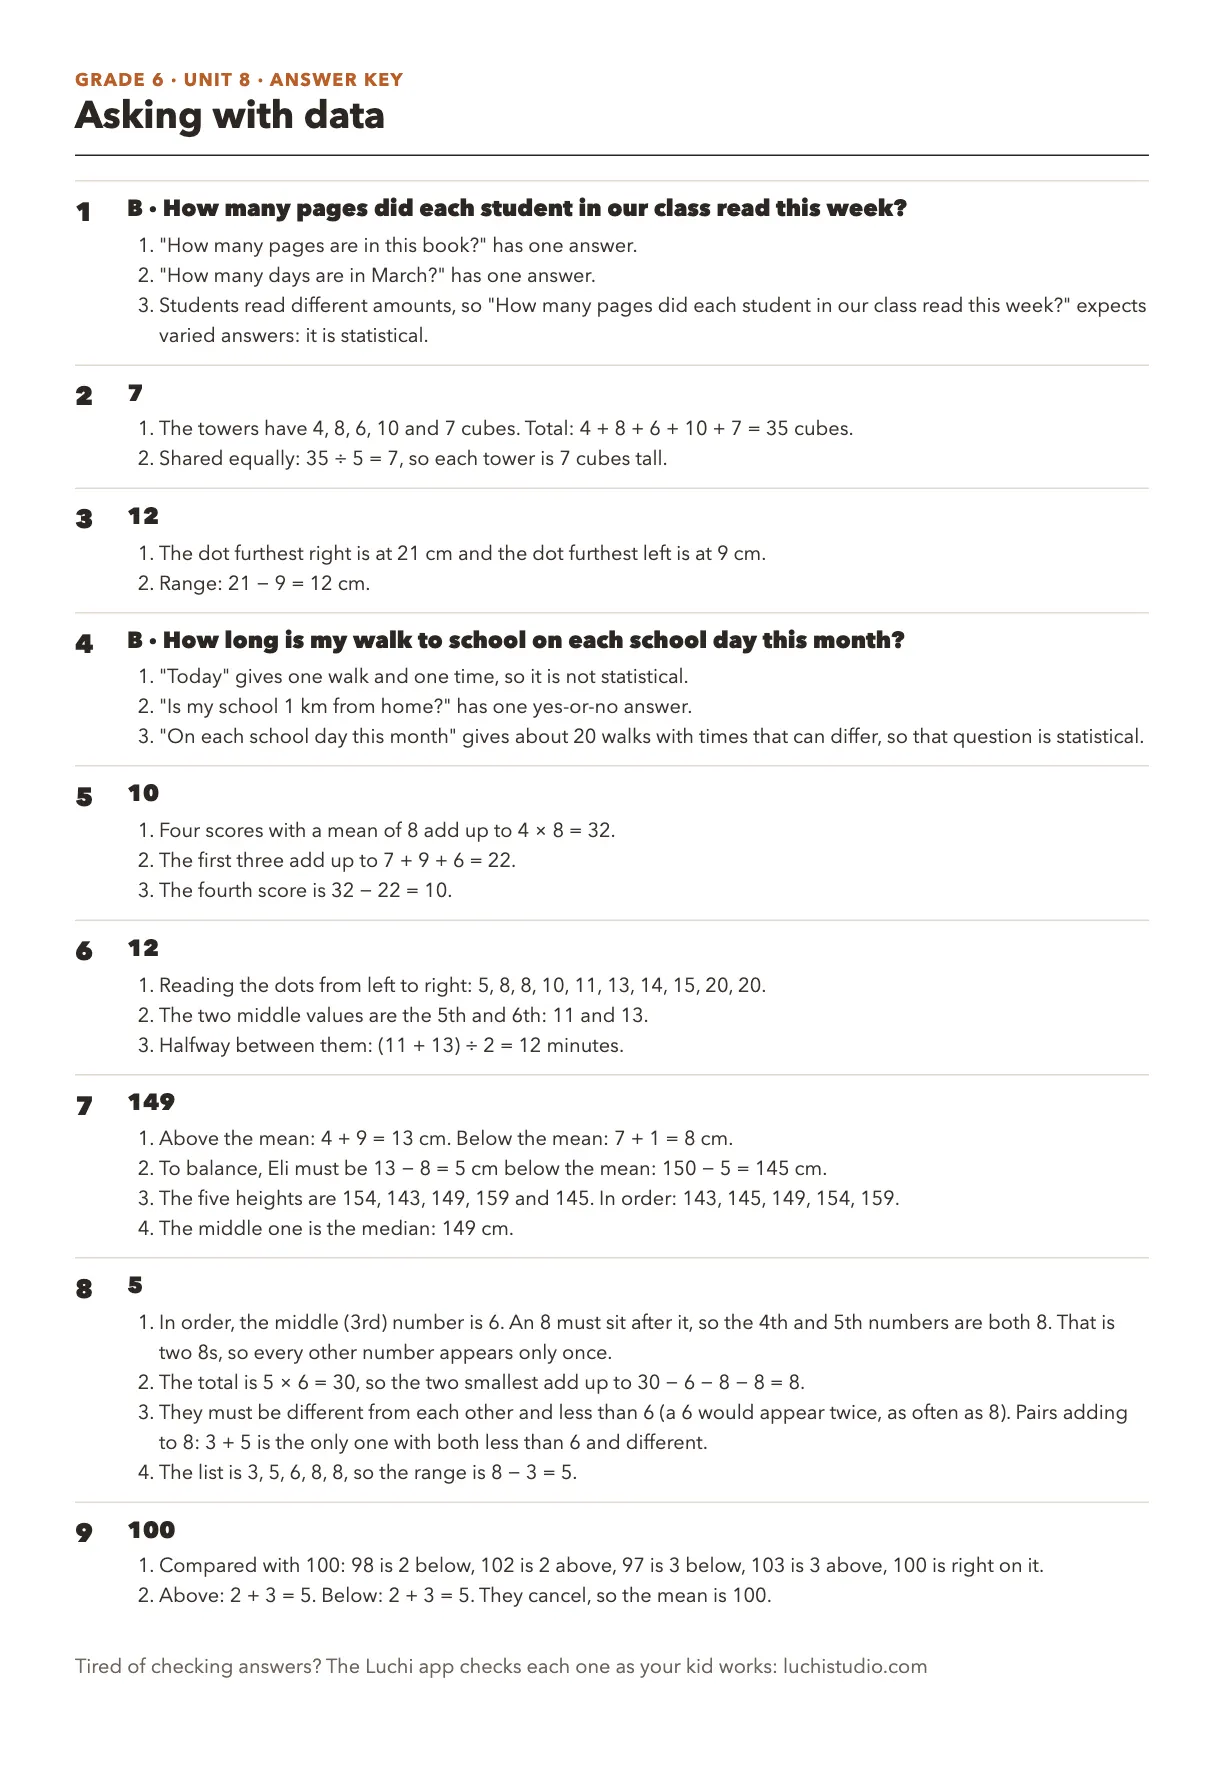 GRADE 6 · UNIT 8 · ANSWER KEY
Asking with data
1 B · How many pages did each student in our class read this week?
1. "How many pages are in this book?" has one answer.
2. "How many days are in March?" has one answer.
3. Students read different amounts, so "How many pages did each student in our class read this week?" expects
varied answers: it is statistical.
2 7
1. The towers have 4, 8, 6, 10 and 7 cubes. Total: 4 + 8 + 6 + 10 + 7 = 35 cubes.
2. Shared equally: 35 ÷ 5 = 7, so each tower is 7 cubes tall.
3 12
1. The dot furthest right is at 21 cm and the dot furthest left is at 9 cm.
2. Range: 21 − 9 = 12 cm.
4 B · How long is my walk to school on each school day this month?
1. "Today" gives one walk and one time, so it is not statistical.
2. "Is my school 1 km from home?" has one yes-or-no answer.
3. "On each school day this month" gives about 20 walks with times that can differ, so that question is statistical.
5 10
1. Four scores with a mean of 8 add up to 4 × 8 = 32.
2. The first three add up to 7 + 9 + 6 = 22.
3. The fourth score is 32 − 22 = 10.
6 12
1. Reading the dots from left to right: 5, 8, 8, 10, 11, 13, 14, 15, 20, 20.
2. The two middle values are the 5th and 6th: 11 and 13.
3. Halfway between them: (11 + 13) ÷ 2 = 12 minutes.
7 149
1. Above the mean: 4 + 9 = 13 cm. Below the mean: 7 + 1 = 8 cm.
2. To balance, Eli must be 13 − 8 = 5 cm below the mean: 150 − 5 = 145 cm.
3. The five heights are 154, 143, 149, 159 and 145. In order: 143, 145, 149, 154, 159.
4. The middle one is the median: 149 cm.
8 5
1. In order, the middle (3rd) number is 6. An 8 must sit after it, so the 4th and 5th numbers are both 8. That is
two 8s, so every other number appears only once.
2. The total is 5 × 6 = 30, so the two smallest add up to 30 − 6 − 8 − 8 = 8.
3. They must be different from each other and less than 6 (a 6 would appear twice, as often as 8). Pairs adding
to 8: 3 + 5 is the only one with both less than 6 and different.
4. The list is 3, 5, 6, 8, 8, so the range is 8 − 3 = 5.
9 100
1. Compared with 100: 98 is 2 below, 102 is 2 above, 97 is 3 below, 103 is 3 above, 100 is right on it.
2. Above: 2 + 3 = 5. Below: 2 + 3 = 5. They cancel, so the mean is 100.
Tired of checking answers? The Luchi app checks each one as your kid works: luchistudio.com